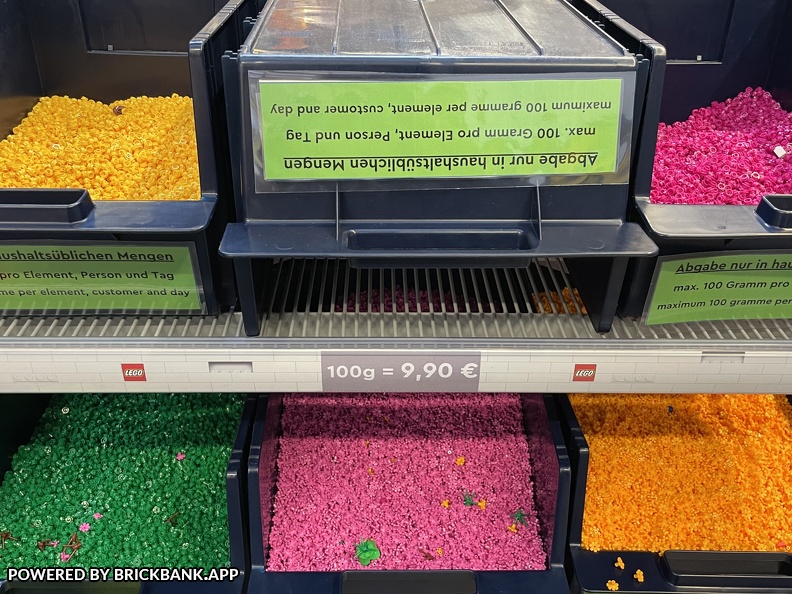 Abgabe nur in haushaltsüblichen Mengen
max. 100 Gramm pro Element, Person und Tag
maximum 100 gramme per element, customer and day
haushaltsüblichen Mengen
pro Element, Person und Tag
me per element, customer and day
Abgabe nur in hau
max. 100 Gramm pro
maximum 100 gramme per
LEGO
100g = 9,90 €
LEGO
POWERED BY BRICKBANK.APP